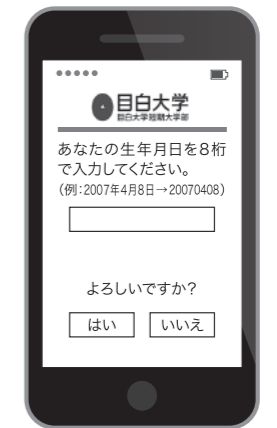 目白大学
目白大学短期大学部
あなたの生年月日を8桁
で入力してください。
（例：2007年4月8日→20070408）
よろしいですか？
はい
いいえ